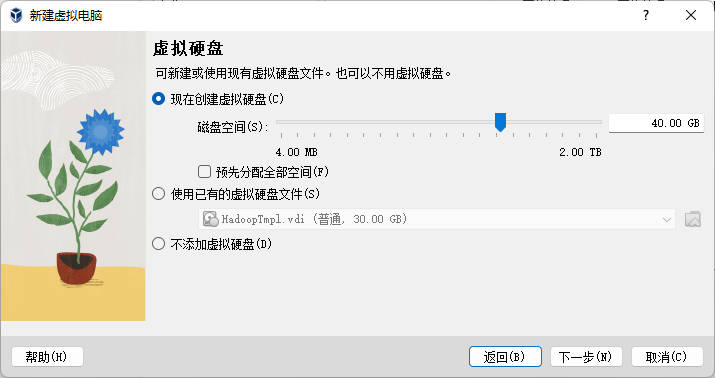 新建虚拟电脑
虚拟硬盘
可新建或使用现有虚拟硬盘文件。也可以不用虚拟硬盘。
现在创建虚拟硬盘(C)
磁盘空间(S):
40.00 GB
4.00 MB
2.00 TB
预先分配全部空间(F)
使用已有的虚拟硬盘文件(S)
HadoopTmpl.vdi (普通, 30.00 GB)
不添加虚拟硬盘(D)
帮助(H)
返回(B)
下一步(N)
取消(C)